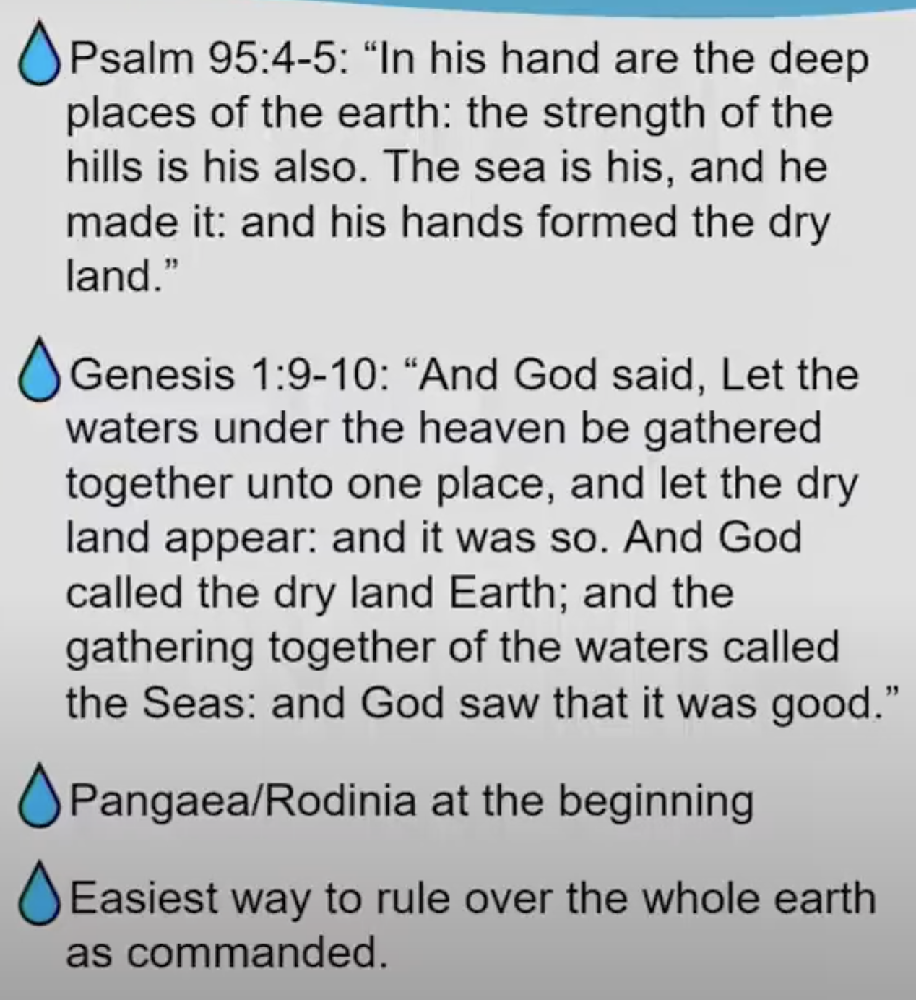 Psalm 95:4-5: “In his hand are the deep
places of the earth: the strength of the
hills is his also. The sea is his, and he
made it: and his hands formed the dry
land.”
Genesis 1:9-10: “And God said, Let the
waters under the heaven be gathered
together unto one place, and let the dry
land appear: and it was so. And God
called the dry land Earth; and the
gathering together of the waters called
the Seas: and God saw that it was good.”
Pangaea/Rodinia at the beginning
Easiest way to rule over the whole earth
as commanded.